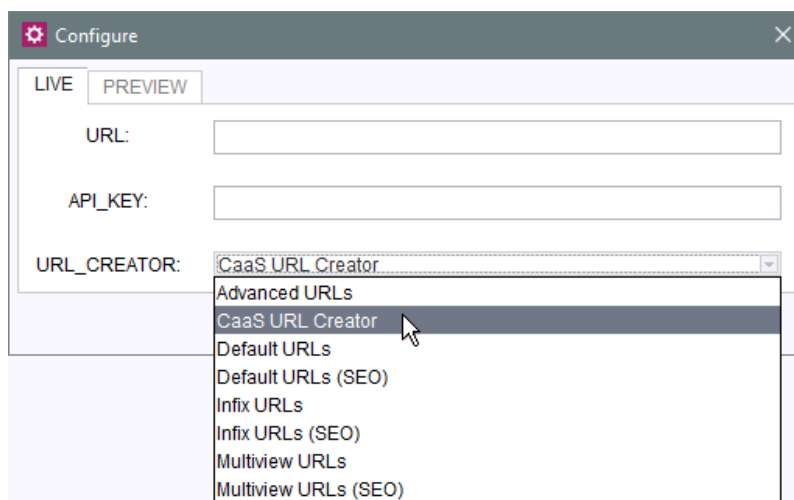 Configure
LIVE PREVIEW
URL:
API_KEY:
URL_CREATOR: CaaS URL Creator
Advanced URLs
CaaS URL Creator
Default URLs
Default URLs (SEO)
Infix URLs
Infix URLs (SEO)
Multiview URLs
Multiview URLs (SEO)